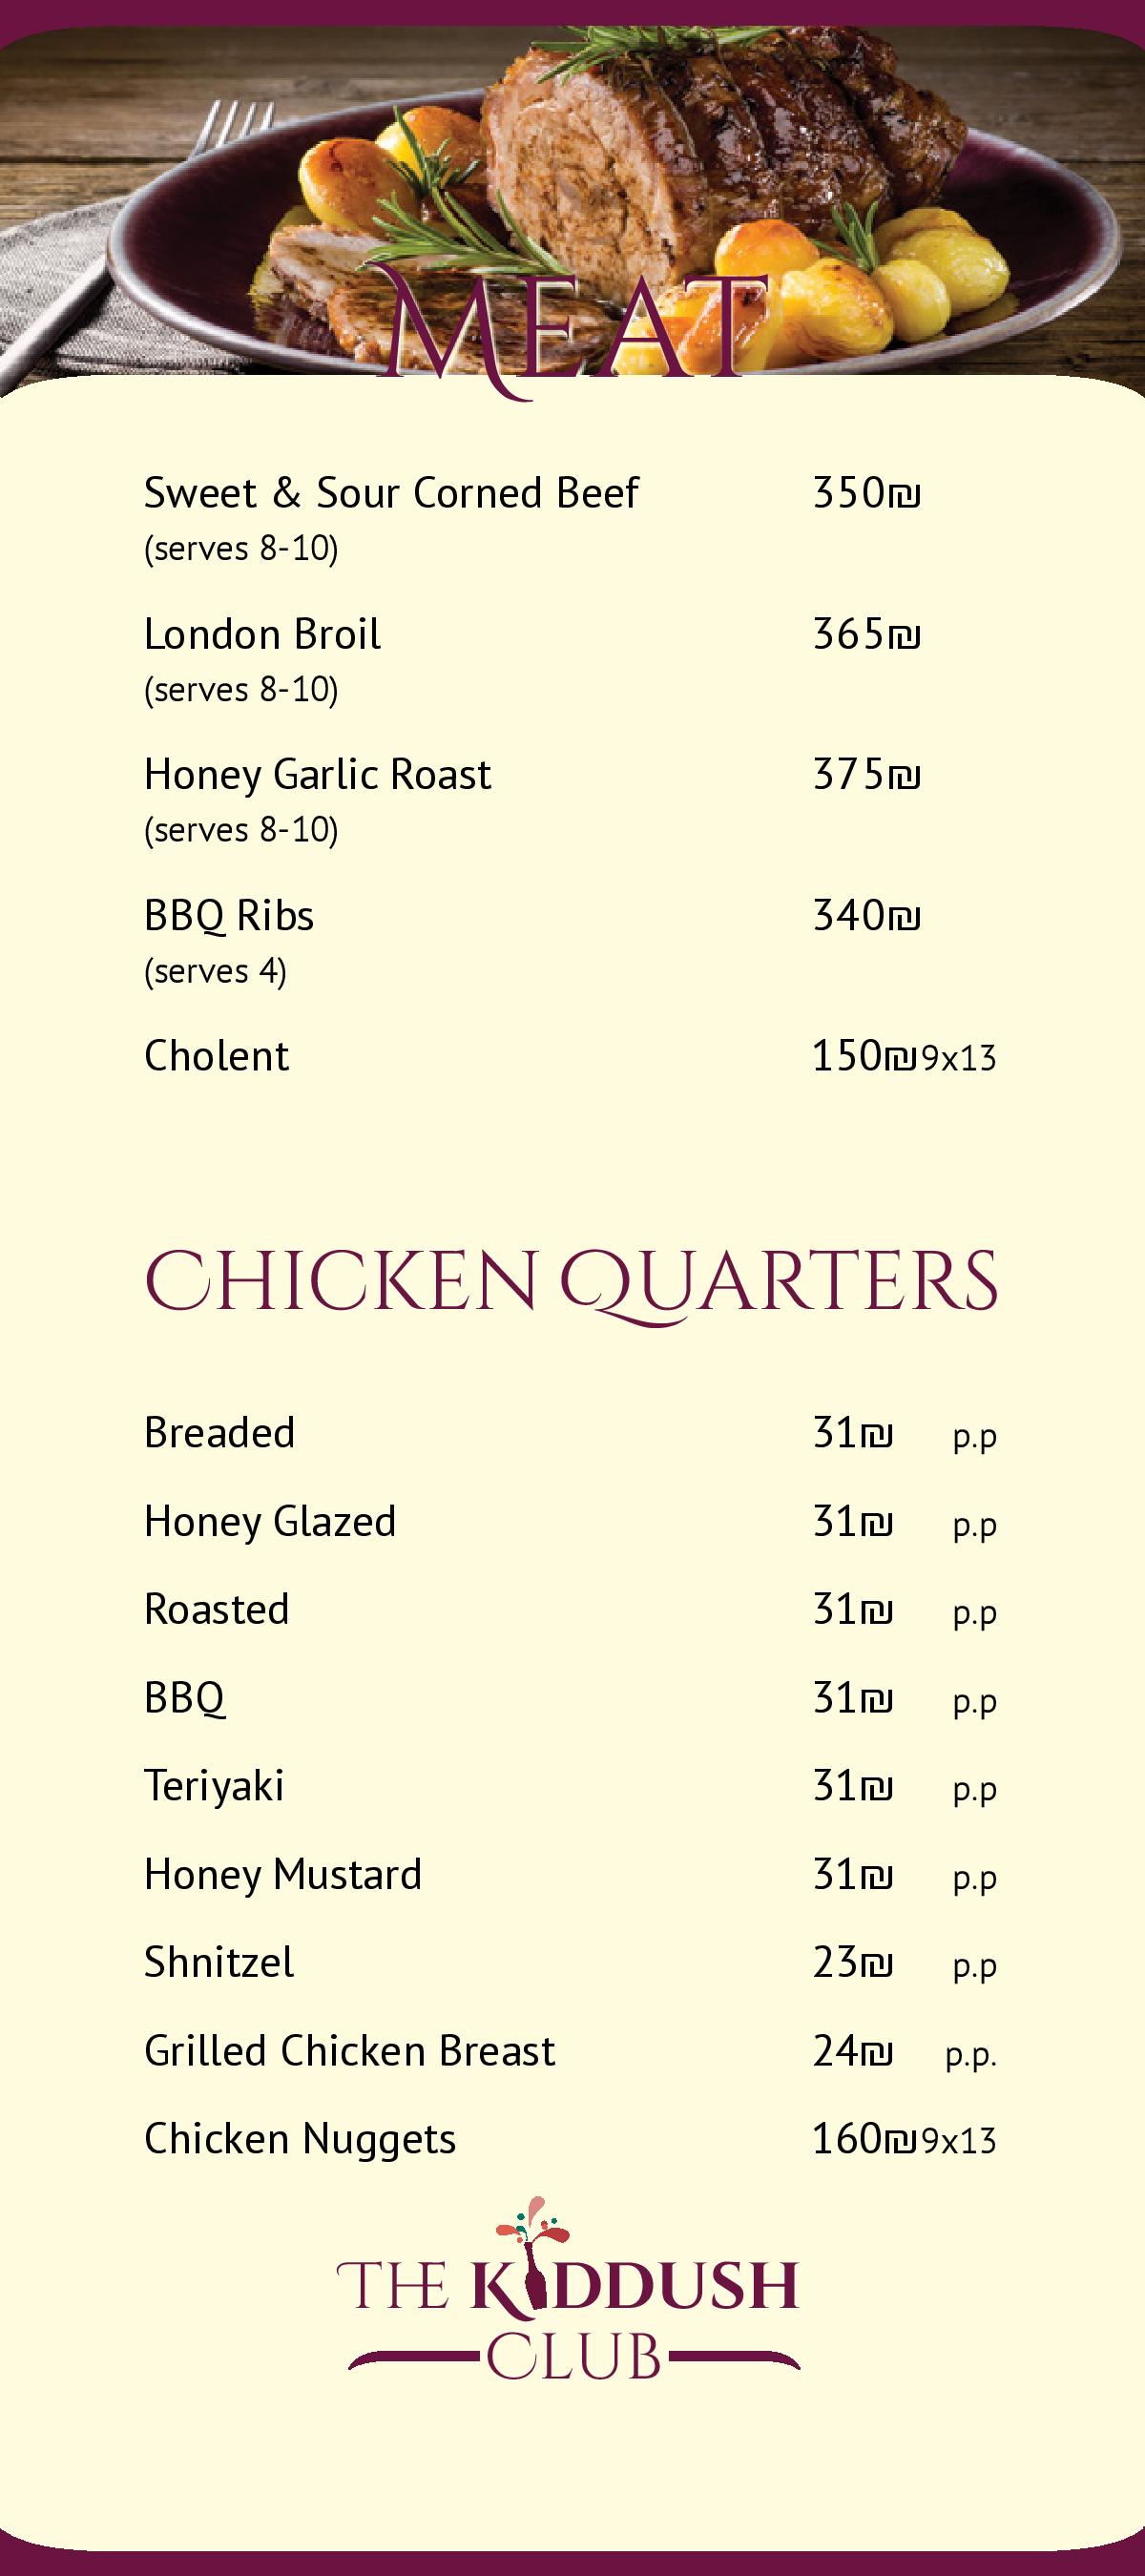 MEAT
Sweet & Sour Corned Beef 350₪
(serves 8-10)
London Broil 365₪
(serves 8-10)
Honey Garlic Roast 375₪
(serves 8-10)
BBQ Ribs 340₪
(serves 4)
Cholent 150₪ 9x13
CHICKEN QUARTERS
Breaded 31₪ p.p
Honey Glazed 31₪ p.p
Roasted 31₪ p.p
BBQ 31₪ p.p
Teriyaki 31₪ p.p
Honey Mustard 31₪ p.p
Shnitzel 23₪ p.p
Grilled Chicken Breast 24₪ p.p.
Chicken Nuggets 160₪ 9x13
THE KIDDUSH
CLUB